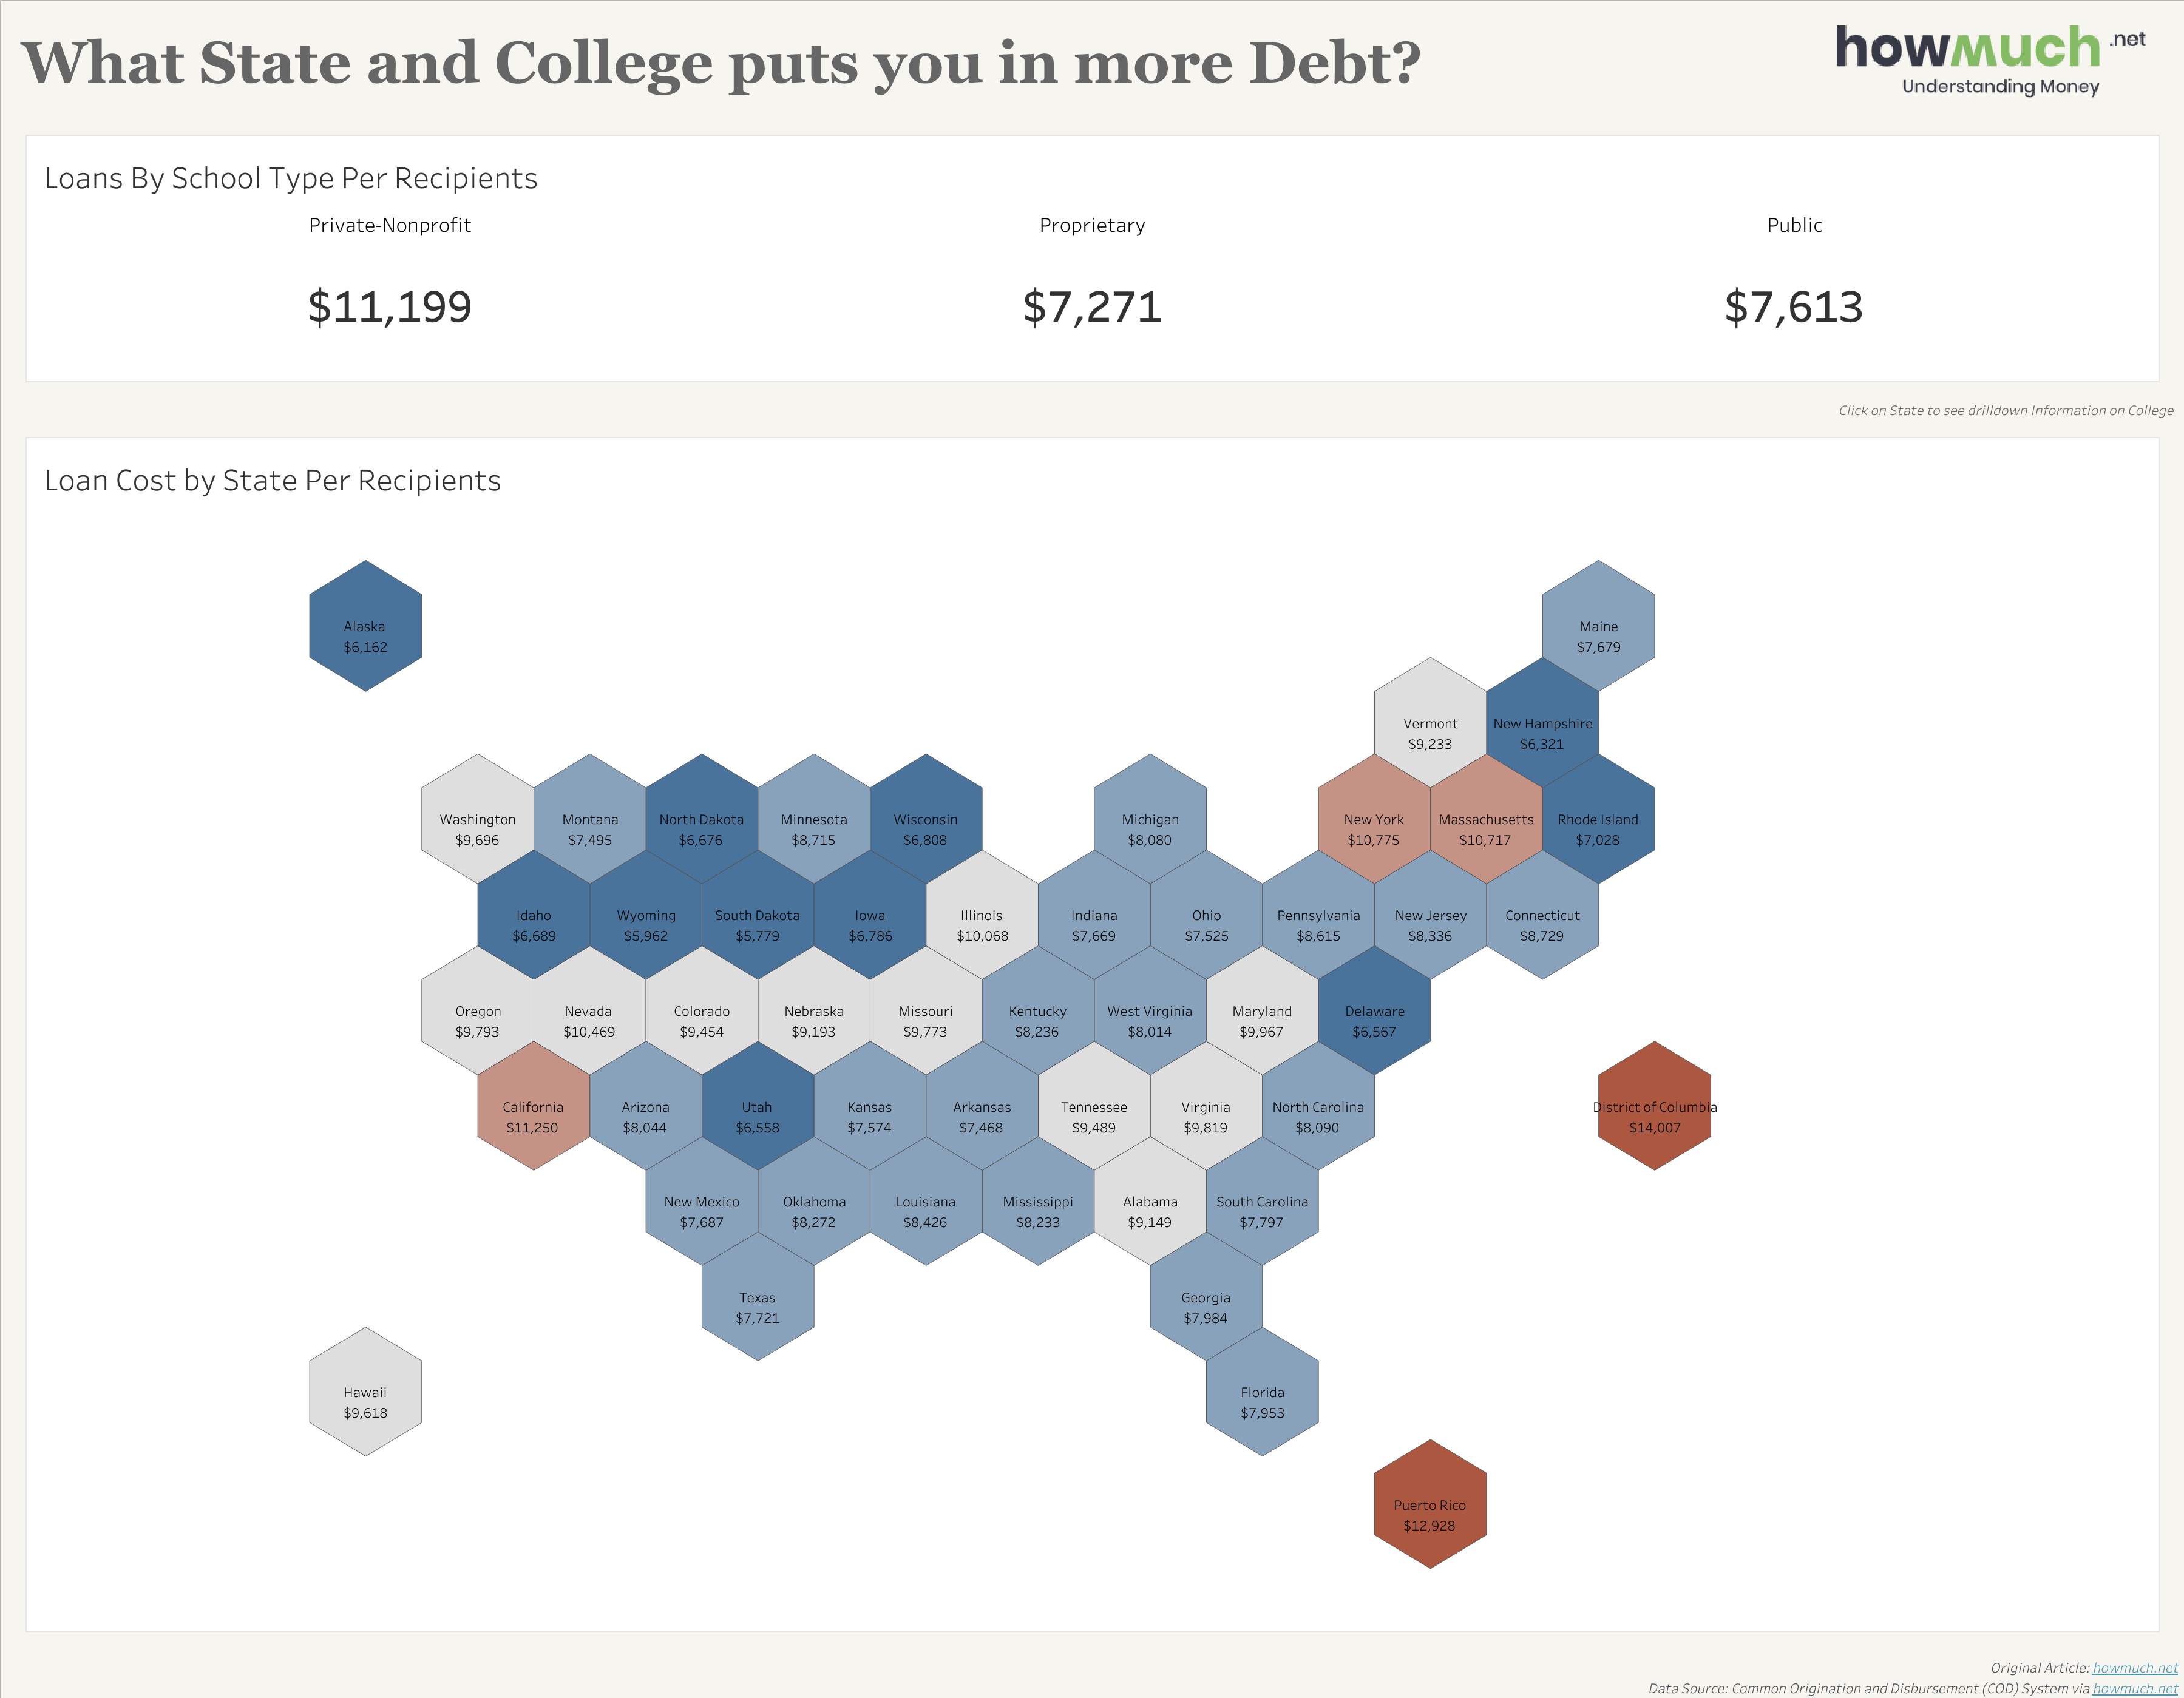 What State and College puts you in more Debt?
howmuch.net
Understanding Money
Loans By School Type Per Recipients
Private-Nonprofit
Proprietary
Public
$11,199
$7,271
$7,613
Click on State to see drilldown Information on College
Loan Cost by State Per Recipients
Alaska
$6,162
Maine
$7,679
Vermont
$9,233
New Hampshire
$6,321
Washington
$9,696
Montana
$7,495
North Dakota
$6,676
Minnesota
$8,715
Wisconsin
$6,808
Michigan
$8,080
New York
$10,775
Massachusetts
$10,717
Rhode Island
$7,028
Idaho
$6,689
Wyoming
$5,962
South Dakota
$5,779
Iowa
$6,786
Illinois
$10,068
Indiana
$7,669
Ohio
$7,525
Pennsylvania
$8,615
New Jersey
$8,336
Connecticut
$8,729
Oregon
$9,793
Nevada
$10,469
Colorado
$9,454
Nebraska
$9,193
Missouri
$9,773
Kentucky
$8,236
West Virginia
$8,014
Maryland
$9,967
Delaware
$6,567
California
$11,250
Arizona
$8,044
Utah
$6,558
Kansas
$7,574
Arkansas
$7,468
Tennessee
$9,489
Virginia
$9,819
North Carolina
$8,090
District of Columbia
$14,007
New Mexico
$7,687
Oklahoma
$8,272
Louisiana
$8,426
Mississippi
$8,233
Alabama
$9,149
South Carolina
$7,797
Texas
$7,721
Georgia
$7,984
Hawaii
$9,618
Florida
$7,953
Puerto Rico
$12,928
Original Article: howmuch.net
Data Source: Common Origination and Disbursement (COD) System via howmuch.net